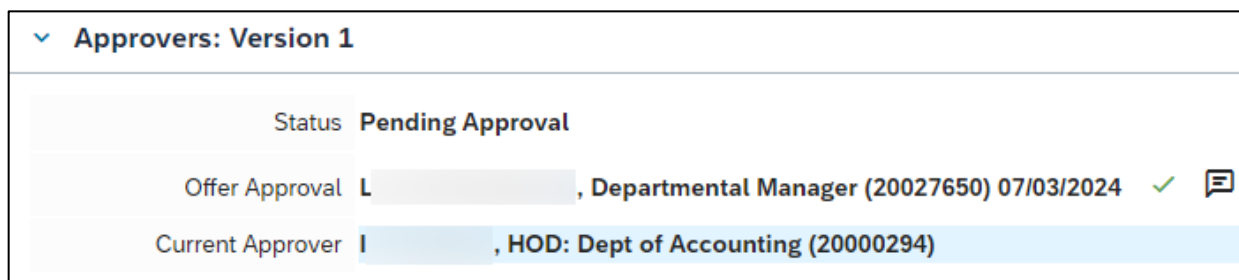 Approvers: Version 1
Status Pending Approval
Offer Approval L , Departmental Manager (20027650) 07/03/2024
Current Approver I , HOD: Dept of Accounting (20000294)